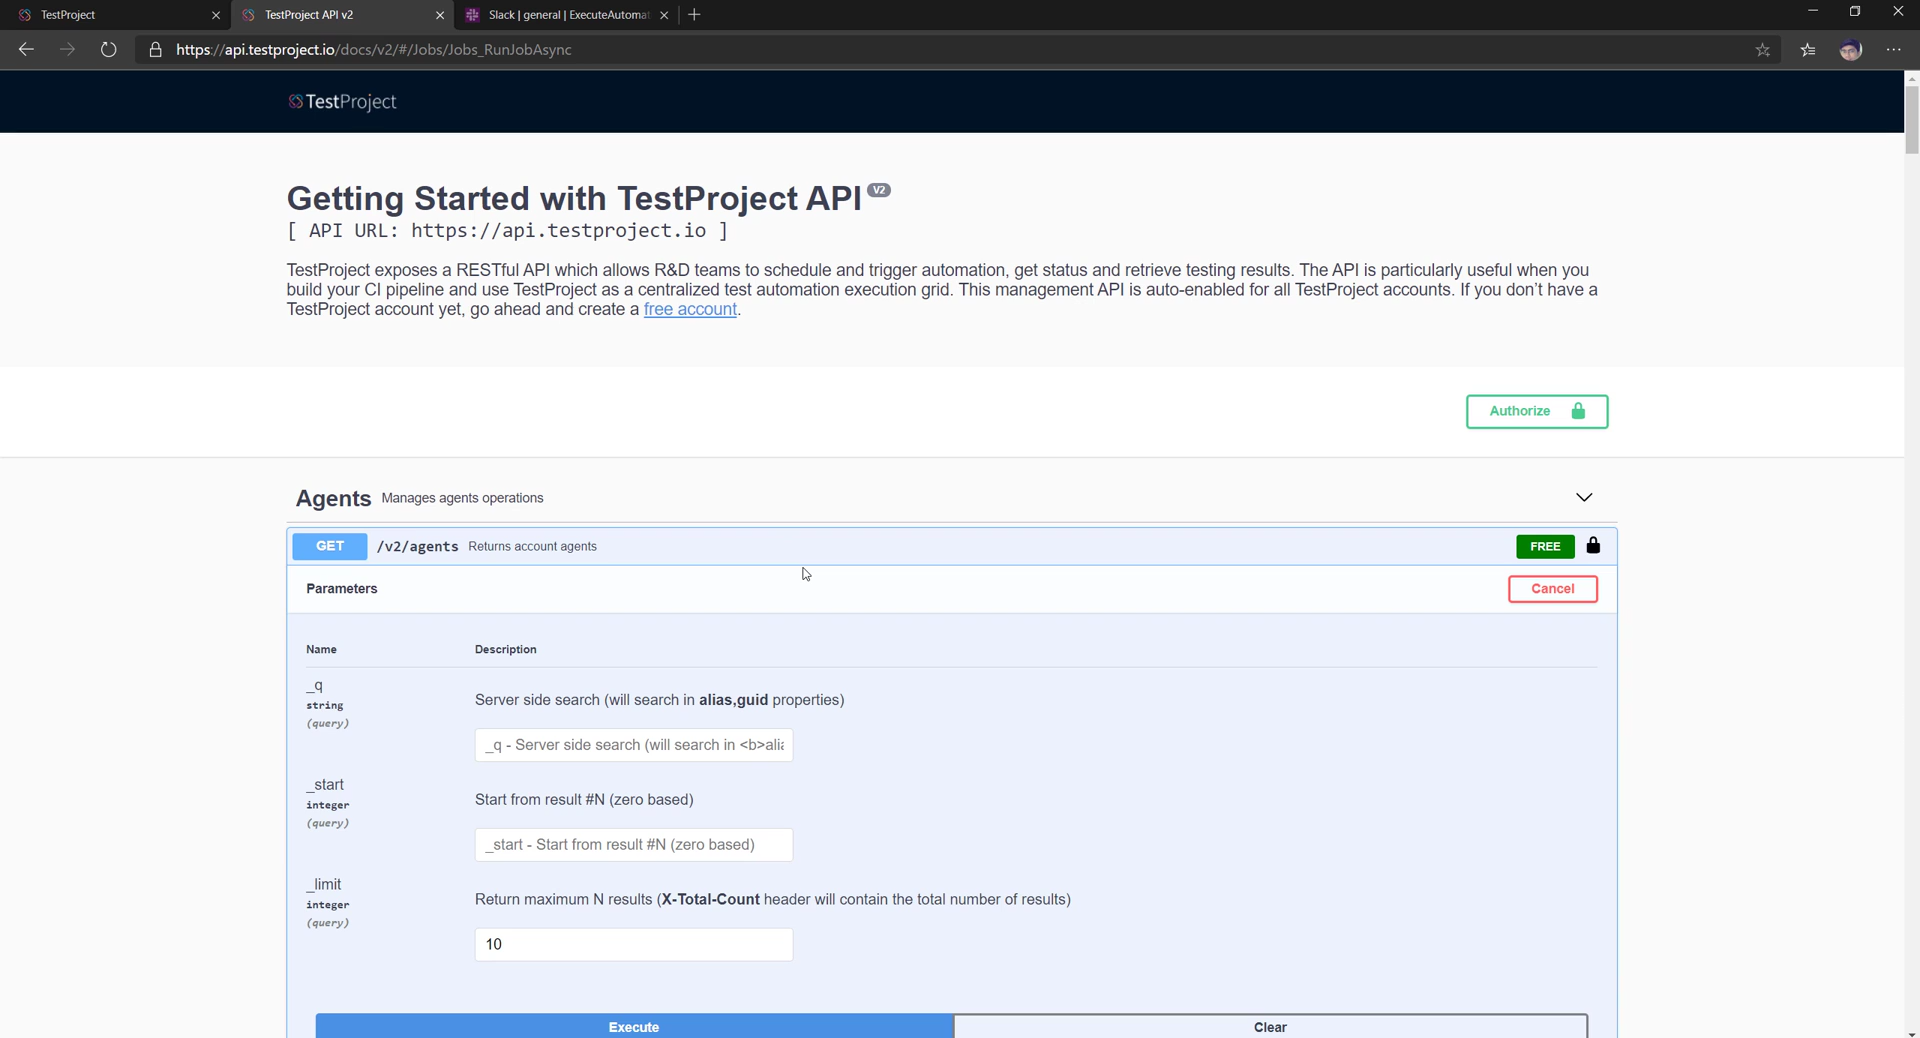 TestProject
TestProject API v2
Slack | general | ExecuteAutomat
https://api.testproject.io/docs/v2/#/Jobs/Jobs_RunJobAsync
TestProject
Getting Started with TestProject API V2
[ API URL: https://api.testproject.io ]
TestProject exposes a RESTful API which allows R&D teams to schedule and trigger automation, get status and retrieve testing results. The API is particularly useful when you
build your CI pipeline and use TestProject as a centralized test automation execution grid. This management API is auto-enabled for all TestProject accounts. If you don't have a
TestProject account yet, go ahead and create a free account.
Authorize
Agents Manages agents operations
GET /v2/agents Returns account agents FREE
Parameters Cancel
Name Description
_q
string
(query)
Server side search (will search in alias,guid properties)
_q - Server side search (will search in <b>alia
_start
integer
(query)
Start from result #N (zero based)
_start - Start from result #N (zero based)
_limit
integer
(query)
Return maximum N results (X-Total-Count header will contain the total number of results)
10
Execute Clear